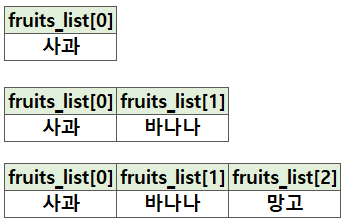 fruits_list[0]
사과
fruits_list[0] fruits_list[1]
사과 바나나
fruits_list[0] fruits_list[1] fruits_list[2]
사과 바나나 망고